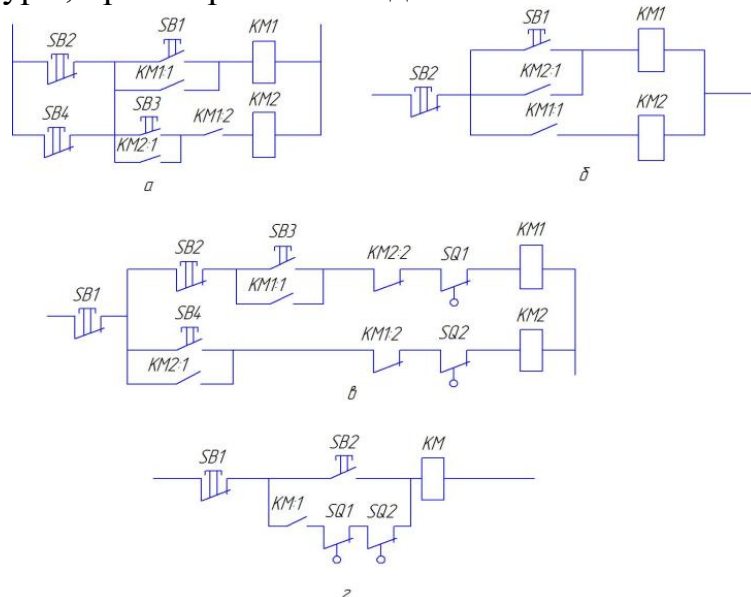 SB2 SB1 KM1
KM1:1
SB4 SB3 KM1:2 KM2
KM2:1
а
SB1 KM1
SB2 KM2:1
KM1:1 KM2
б
SB2 SB3 KM2:2 SQ1 KM1
SB1 KM1:1
SB4 KM1:2 SQ2 KM2
KM2:1
в
SB1 SB2 KM
KM:1 SQ1 SQ2
г